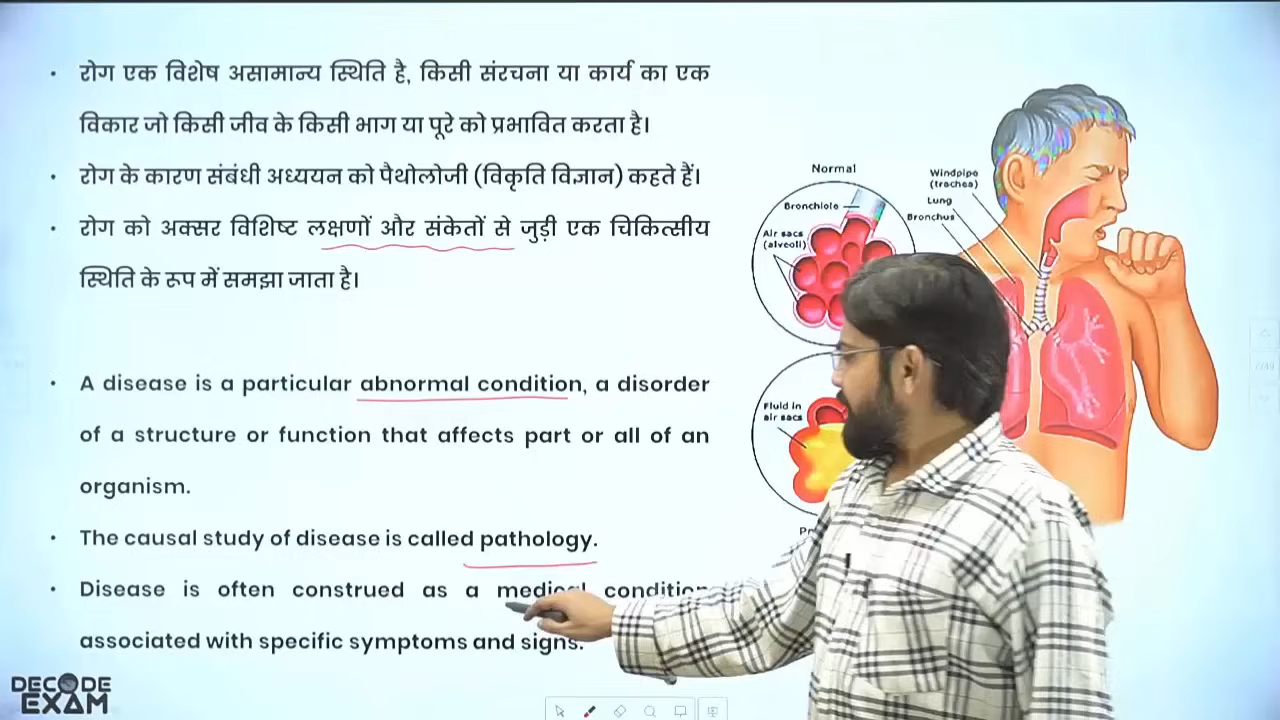 • रोग एक विशेष असामान्य स्थिति है, किसी संरचना या कार्य का एक
विकार जो किसी जीव के किसी भाग या पूरे को प्रभावित करता है।
• रोग के कारण संबंधी अध्ययन को पैथोलोजी (विकृति विज्ञान) कहते हैं।
• रोग को अक्सर विशिष्ट लक्षणों और संकेतों से जुड़ी एक चिकित्सीय
स्थिति के रूप में समझा जाता है।
• A disease is a particular abnormal condition, a disorder
of a structure or function that affects part or all of an
organism.
• The causal study of disease is called pathology.
• Disease is often construed as a medical condition
associated with specific symptoms and signs.
Normal
Bronchiole
Air sacs
(alveoli)
Windpipe
(trachea)
Lung
Bronchus
Fluid in
air sacs
DECODE
EXAM